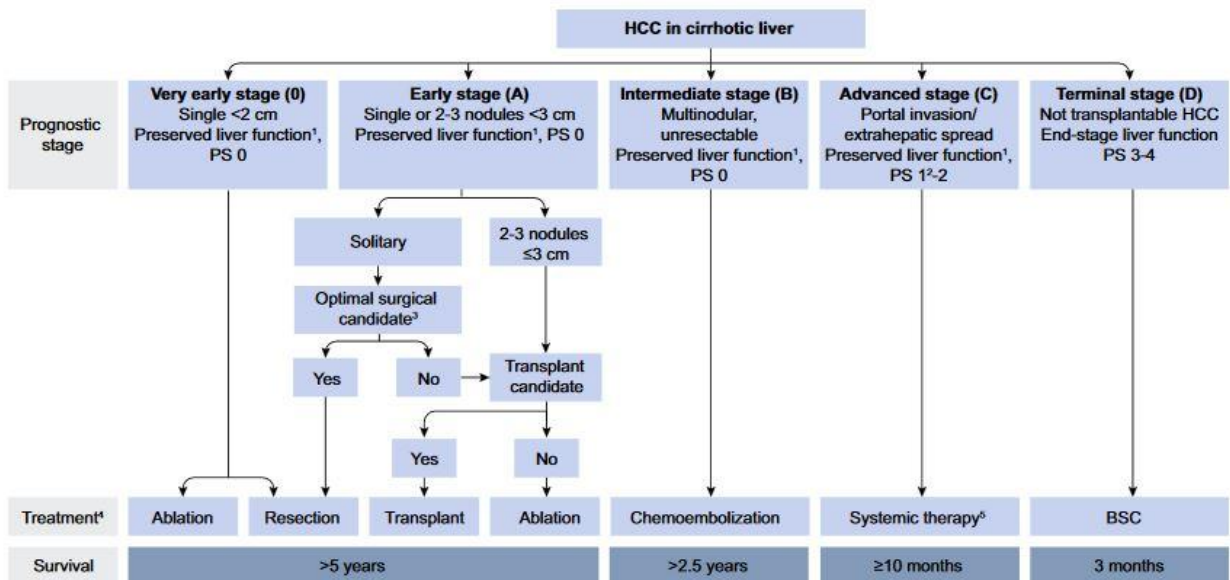 HCC in cirrhotic liver
Prognostic
stage
Very early stage (0)
Single <2 cm
Preserved liver function¹,
PS 0
Early stage (A)
Single or 2-3 nodules <3 cm
Preserved liver function¹, PS 0
Intermediate stage (B)
Multinodular,
unresectable
Preserved liver function¹,
PS 0
Advanced stage (C)
Portal invasion/
extrahepatic spread
Preserved liver function¹,
PS 1²-2
Terminal stage (D)
Not transplantable HCC
End-stage liver function
PS 3-4
Solitary
2-3 nodules
≤3 cm
Optimal surgical
candidate³
Yes
No
Transplant
candidate
Yes
No
Treatment⁴
Ablation
Resection
Transplant
Ablation
Chemoembolization
Systemic therapy⁵
BSC
Survival
>5 years
>2.5 years
≥10 months
3 months